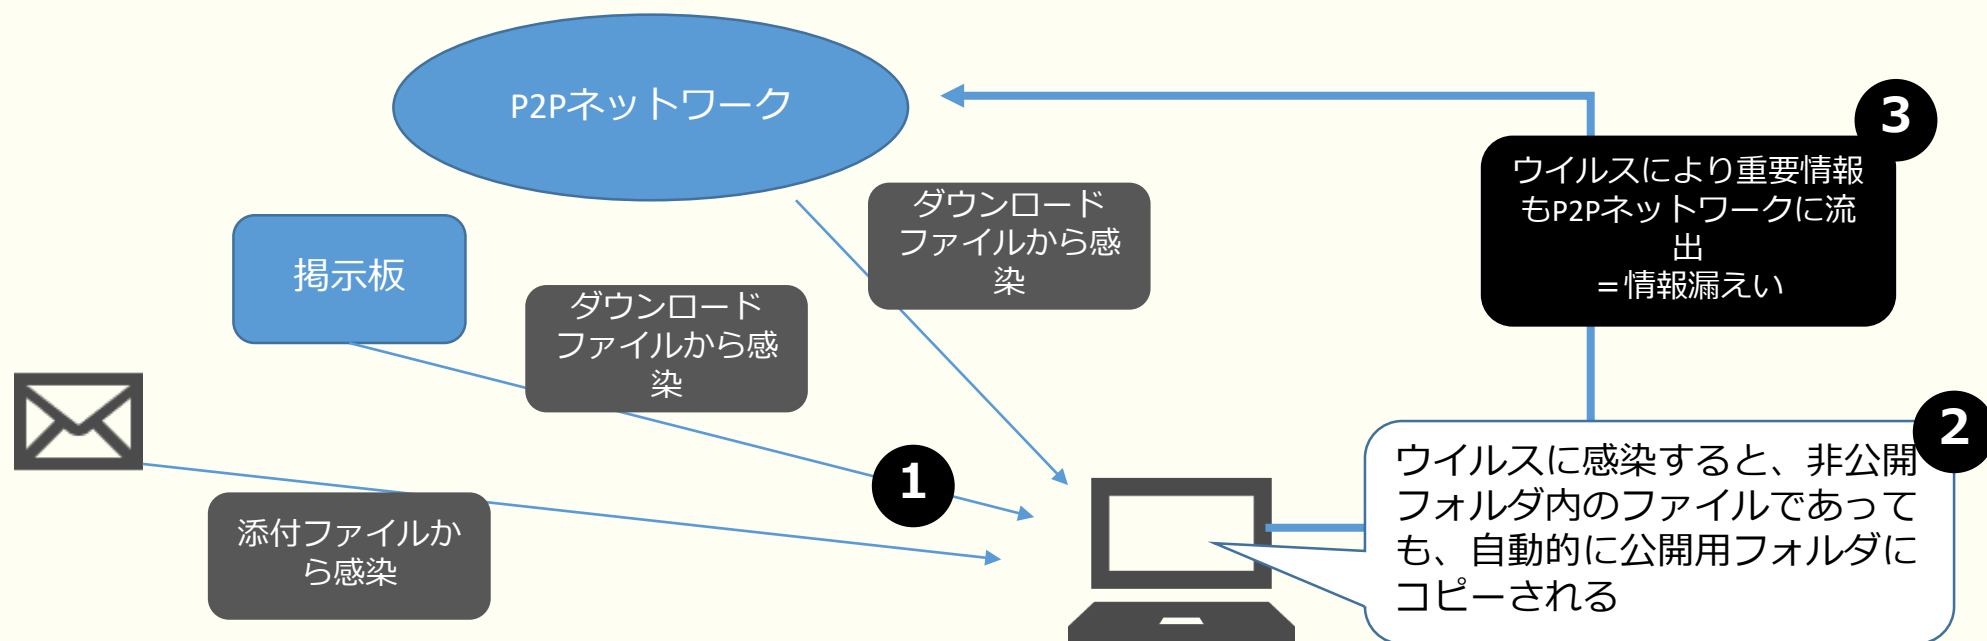 P2Pネットワーク
3
ウイルスにより重要情報
もP2Pネットワークに流
出
=情報漏えい
ダウンロード
ファイルから感
染
掲示板
ダウンロード
ファイルから感
染
1
添付ファイルか
ら感染
2
ウイルスに感染すると、非公開
フォルダ内のファイルであって
も、自動的に公開用フォルダに
コピーされる